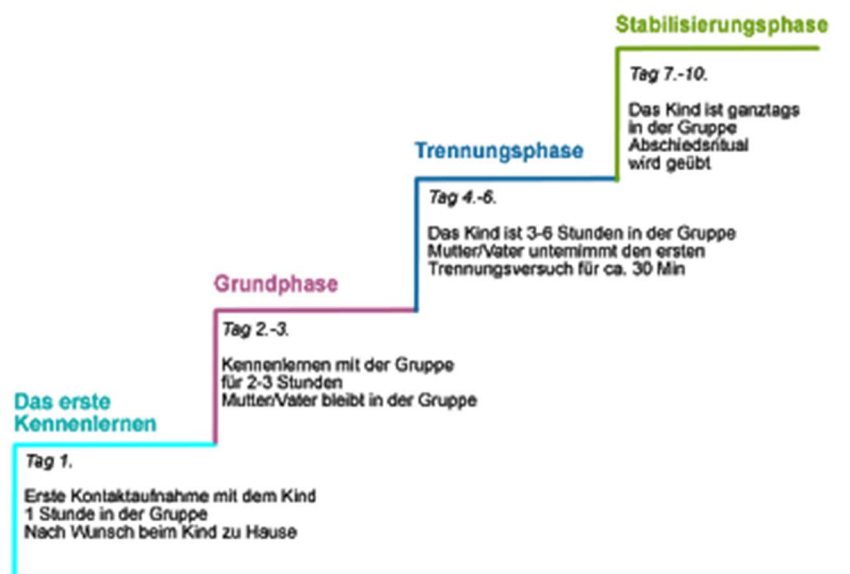 Stabilisierungsphase
Tag 7.-10.
Das Kind ist ganztags
in der Gruppe
Abschiedsritual
wird geübt
Trennungsphase
Tag 4.-6.
Das Kind ist 3-6 Stunden in der Gruppe
Mutter/Vater unternimmt den ersten
Trennungsversuch für ca. 30 Min
Grundphase
Tag 2.-3.
Kennenlernen mit der Gruppe
für 2-3 Stunden
Mutter/Vater bleibt in der Gruppe
Das erste
Kennenlernen
Tag 1.
Erste Kontaktaufnahme mit dem Kind
1 Stunde in der Gruppe
Nach Wunsch beim Kind zu Hause